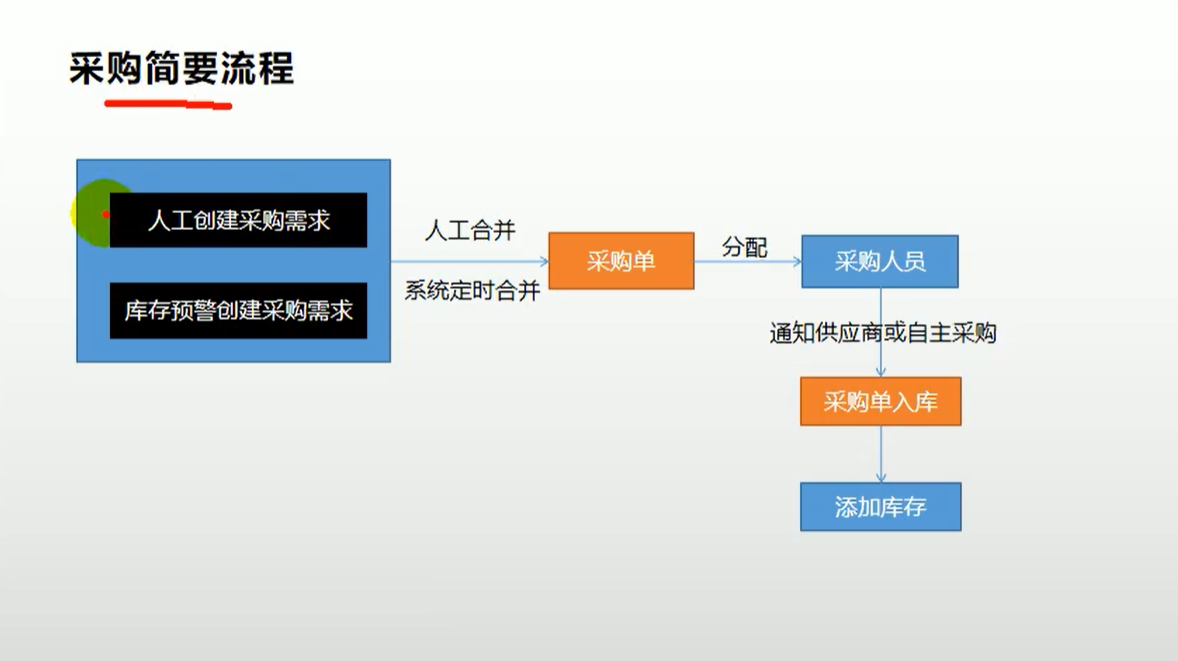 采购简要流程
人工创建采购需求
库存预警创建采购需求
人工合并
系统定时合并
采购单
分配
采购人员
通知供应商或自主采购
采购单入库
添加库存